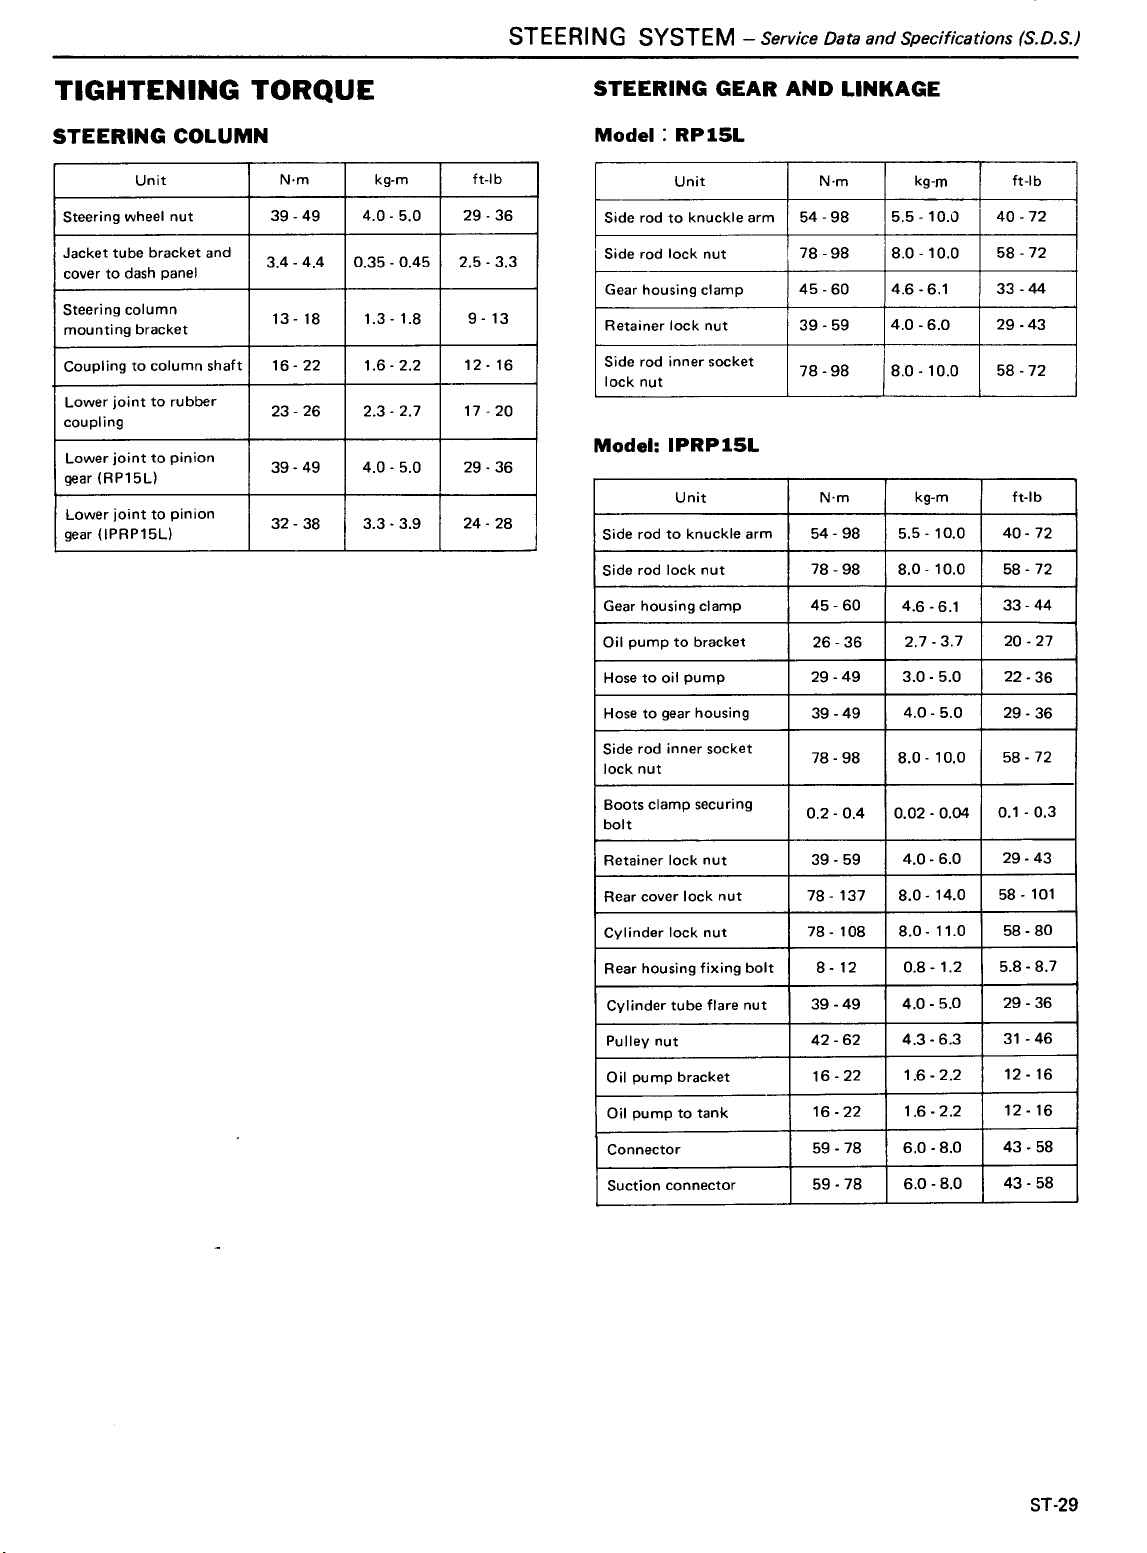 STEERING SYSTEM – Service Data and Specifications (S.D.S.)
TIGHTENING TORQUE
STEERING COLUMN
Unit N·m kg-m ft-lb
Steering wheel nut 39 - 49 4.0 - 5.0 29 - 36
Jacket tube bracket and
cover to dash panel 3.4 - 4.4 0.35 - 0.45 2.5 - 3.3
Steering column
mounting bracket 13 - 18 1.3 - 1.8 9 - 13
Coupling to column shaft 16 - 22 1.6 - 2.2 12 - 16
Lower joint to rubber
coupling 23 - 26 2.3 - 2.7 17 - 20
Lower joint to pinion
gear (RP15L) 39 - 49 4.0 - 5.0 29 - 36
Lower joint to pinion
gear (IPRP15L) 32 - 38 3.3 - 3.9 24 - 28
STEERING GEAR AND LINKAGE
Model : RP15L
Unit N·m kg-m ft-lb
Side rod to knuckle arm 54 - 98 5.5 - 10.0 40 - 72
Side rod lock nut 78 - 98 8.0 - 10.0 58 - 72
Gear housing clamp 45 - 60 4.6 - 6.1 33 - 44
Retainer lock nut 39 - 59 4.0 - 6.0 29 - 43
Side rod inner socket
lock nut 78 - 98 8.0 - 10.0 58 - 72
Model: IPRP15L
Unit N·m kg-m ft-lb
Side rod to knuckle arm 54 - 98 5.5 - 10.0 40 - 72
Side rod lock nut 78 - 98 8.0 - 10.0 58 - 72
Gear housing clamp 45 - 60 4.6 - 6.1 33 - 44
Oil pump to bracket 26 - 36 2.7 - 3.7 20 - 27
Hose to oil pump 29 - 49 3.0 - 5.0 22 - 36
Hose to gear housing 39 - 49 4.0 - 5.0 29 - 36
Side rod inner socket
lock nut 78 - 98 8.0 - 10.0 58 - 72
Boots clamp securing
bolt 0.2 - 0.4 0.02 - 0.04 0.1 - 0.3
Retainer lock nut 39 - 59 4.0 - 6.0 29 - 43
Rear cover lock nut 78 - 137 8.0 - 14.0 58 - 101
Cylinder lock nut 78 - 108 8.0 - 11.0 58 - 80
Rear housing fixing bolt 8 - 12 0.8 - 1.2 5.8 - 8.7
Cylinder tube flare nut 39 - 49 4.0 - 5.0 29 - 36
Pulley nut 42 - 62 4.3 - 6.3 31 - 46
Oil pump bracket 16 - 22 1.6 - 2.2 12 - 16
Oil pump to tank 16 - 22 1.6 - 2.2 12 - 16
Connector 59 - 78 6.0 - 8.0 43 - 58
Suction connector 59 - 78 6.0 - 8.0 43 - 58
ST-29